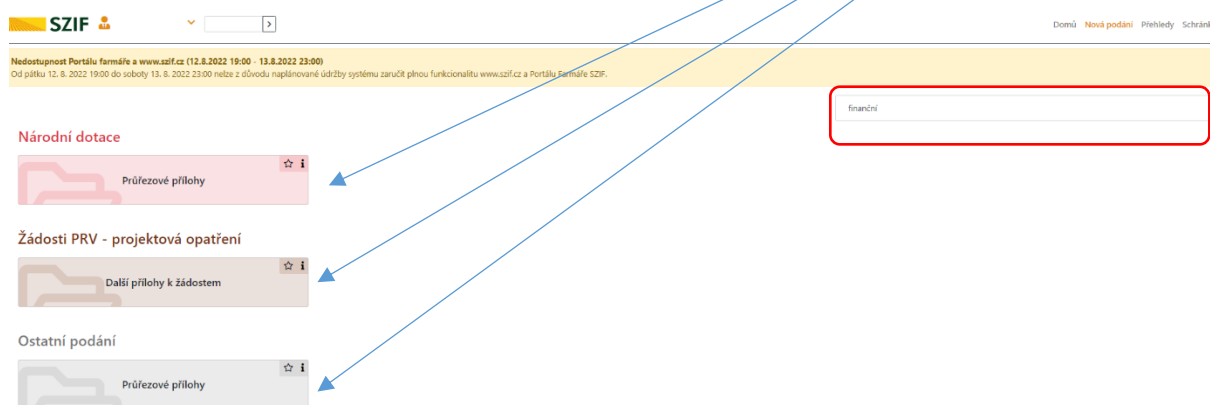 SZIF
Domů Nová podání Přehledy Schránk
Nedostupnost Portálu farmáře a www.szif.cz (12.8.2022 19:00 - 13.8.2022 23:00)
Od pátku 12. 8. 2022 19:00 do soboty 13. 8. 2022 23:00 nelze z důvodu naplánované údržby systému zaručit plnou funkcionalitu www.szif.cz a Portálu Farmáře SZIF.
finanční
Národní dotace
Průřezové přílohy
Žádosti PRV - projektová opatření
Další přílohy k žádostem
Ostatní podání
Průřezové přílohy